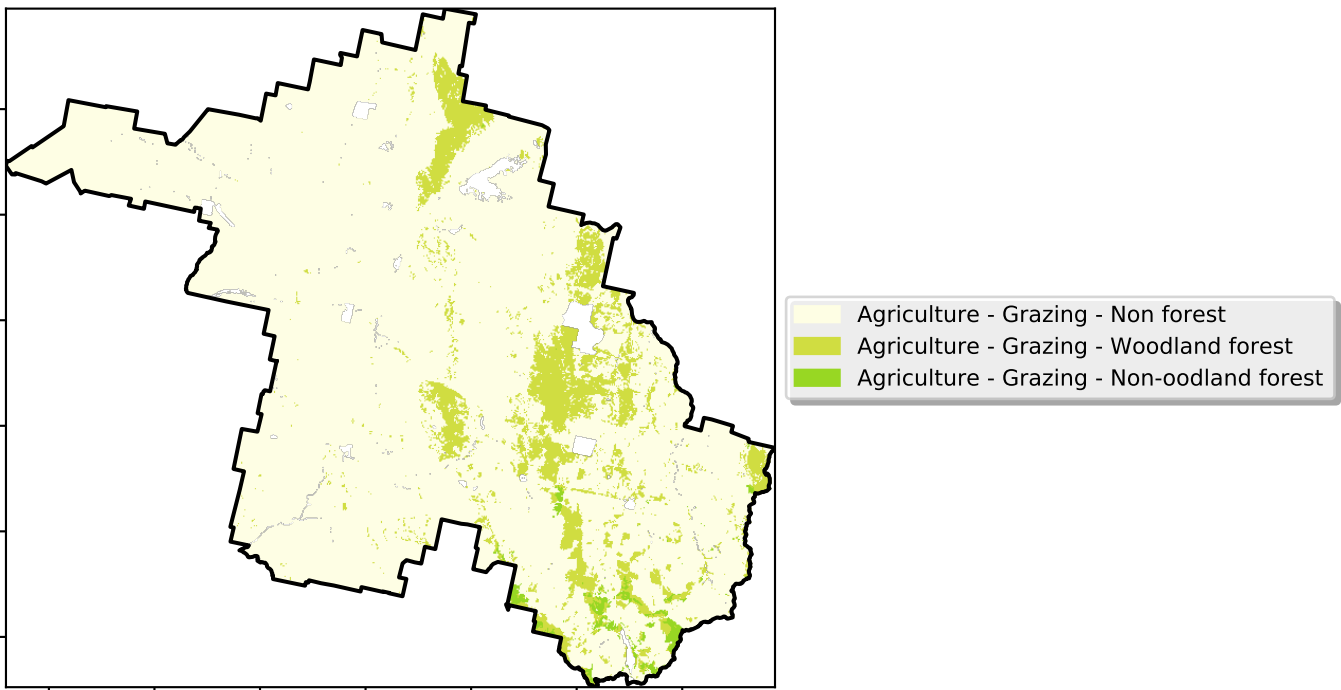 Agriculture - Grazing - Non forest
Agriculture - Grazing - Woodland forest
Agriculture - Grazing - Non-oodland forest